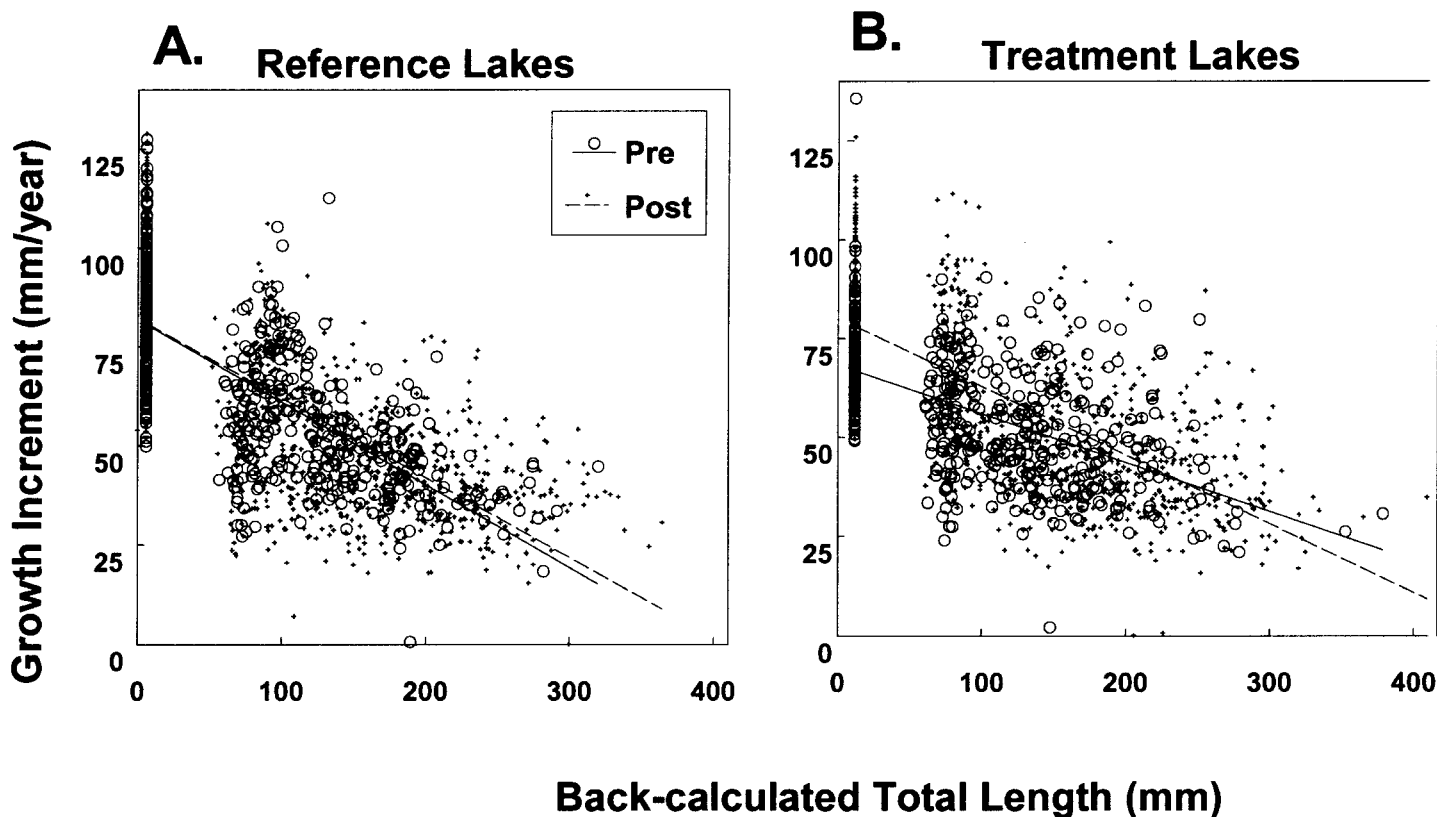 A.
Reference Lakes
B.
Treatment Lakes
Growth Increment (mm/year)
Pre
Post
125
100
75
50
25
0
0 100 200 300 400
125
100
75
50
25
0
0 100 200 300 400
Back-calculated Total Length (mm)